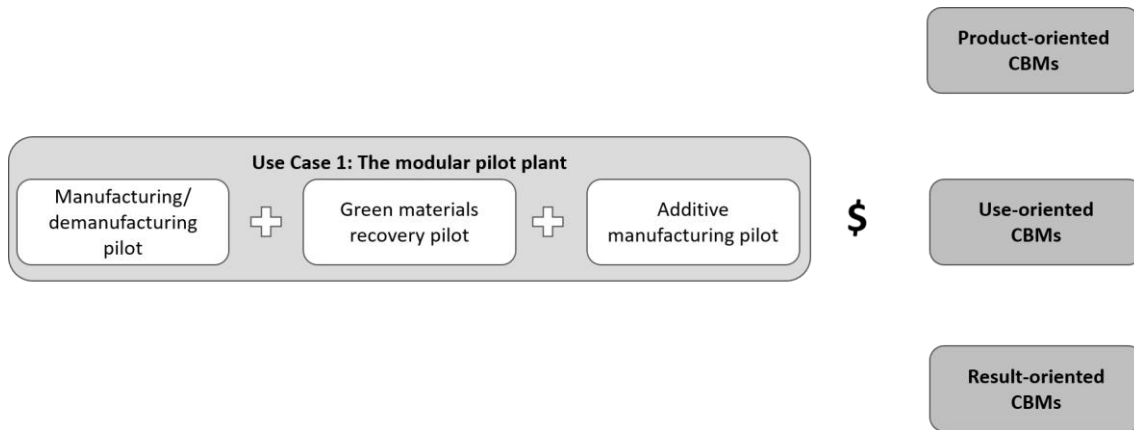 Product-oriented
CBMs
Use Case 1: The modular pilot plant
Manufacturing/
demanufacturing
pilot
Green materials
recovery pilot
Additive
manufacturing pilot
$
Use-oriented
CBMs
Result-oriented
CBMs